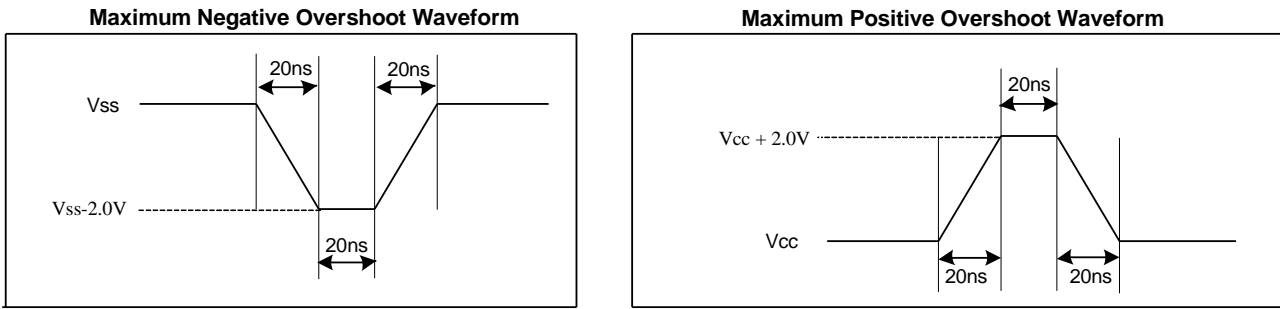 Maximum Negative Overshoot Waveform
20ns
20ns
Vss
Vss-2.0V
20ns
Maximum Positive Overshoot Waveform
20ns
Vcc + 2.0V
Vcc
20ns
20ns